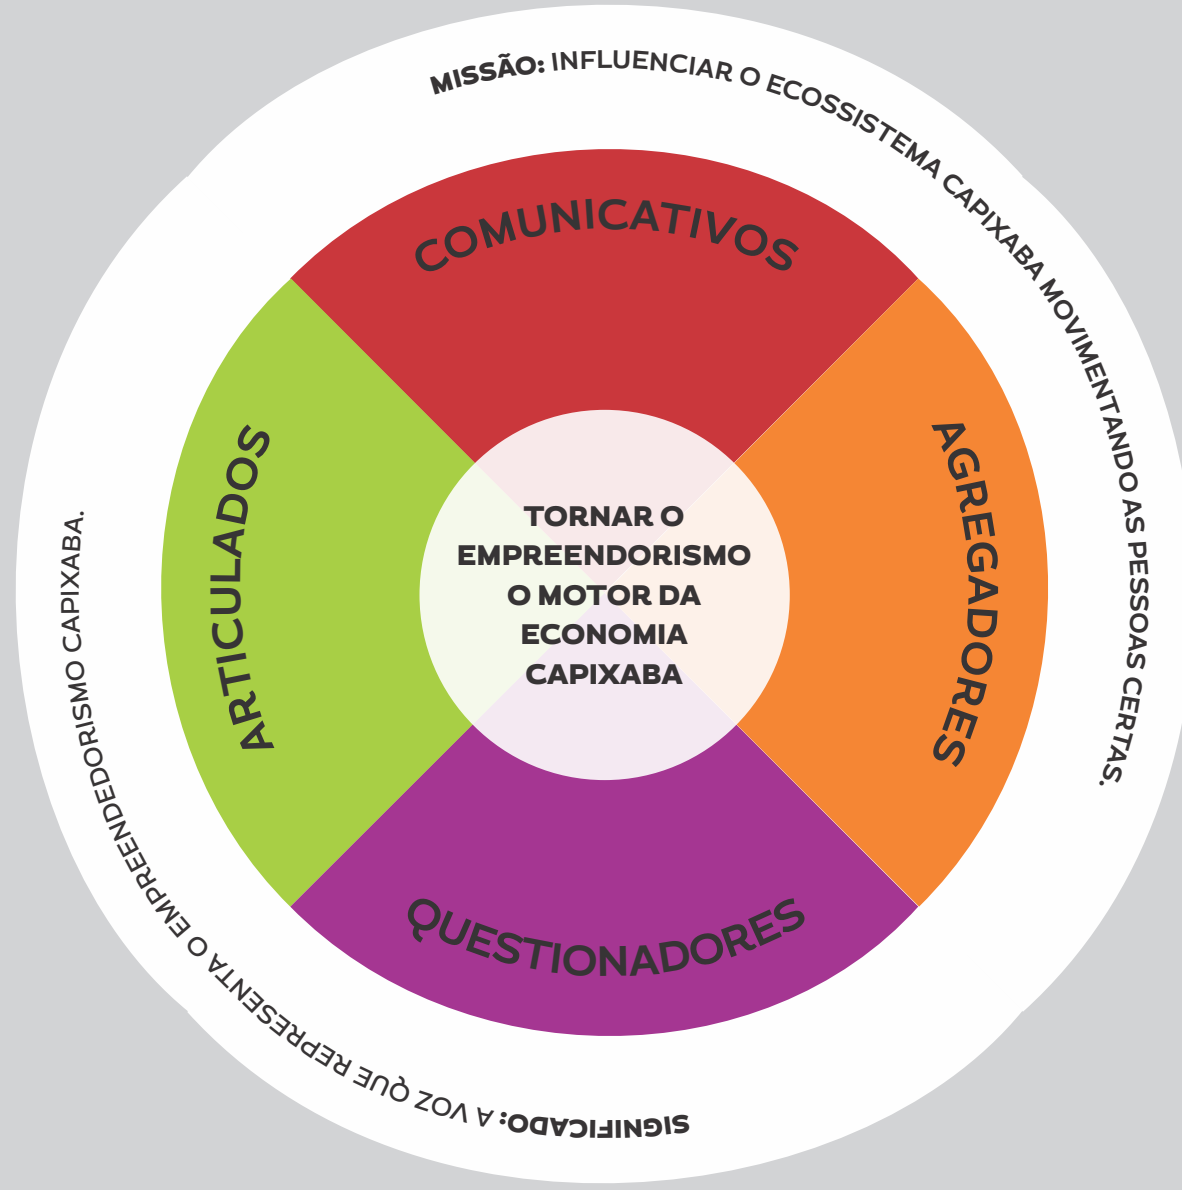 MISSÃO: INFLUENCIAR O ECOSSISTEMA CAPIXABA MOVIMENTANDO AS PESSOAS CERTAS.
COMUNICATIVOS
AGREGADORES
ARTICULADOS
TORNAR O
EMPREENDORISMO
O MOTOR DA
ECONOMIA
CAPIXABA
QUESTIONADORES
SIGNIFICADO: A VOZ QUE REPRESENTA O EMPREENDEDORISMO CAPIXABA.